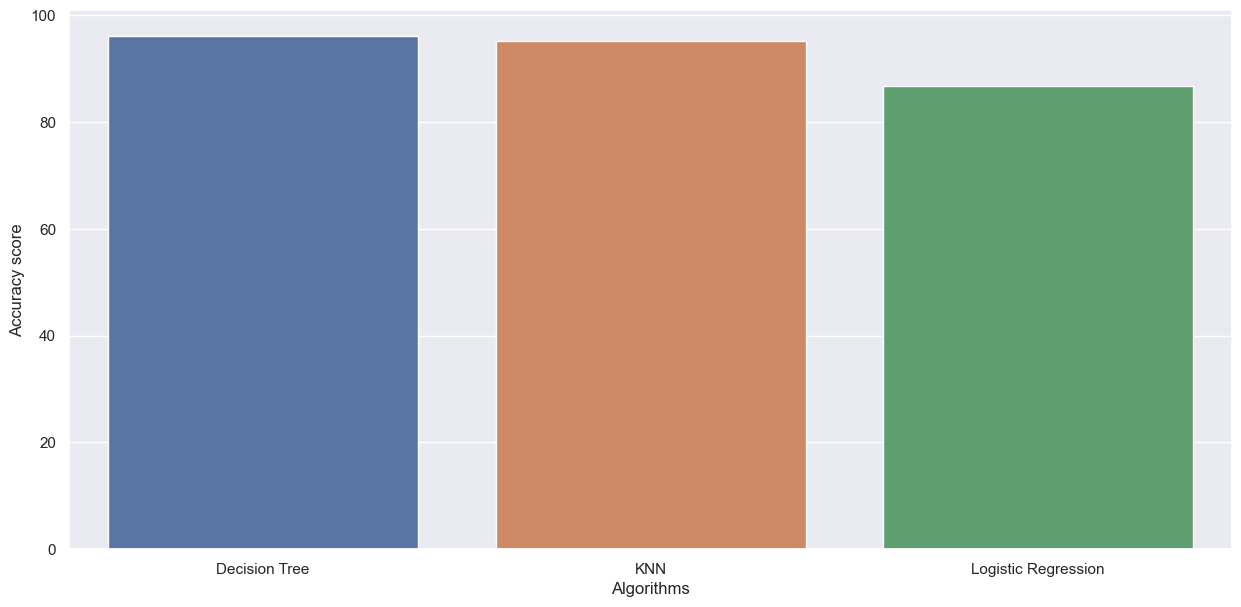 100
80
60
40
20
0
Accuracy score
Decision Tree
KNN
Logistic Regression
Algorithms